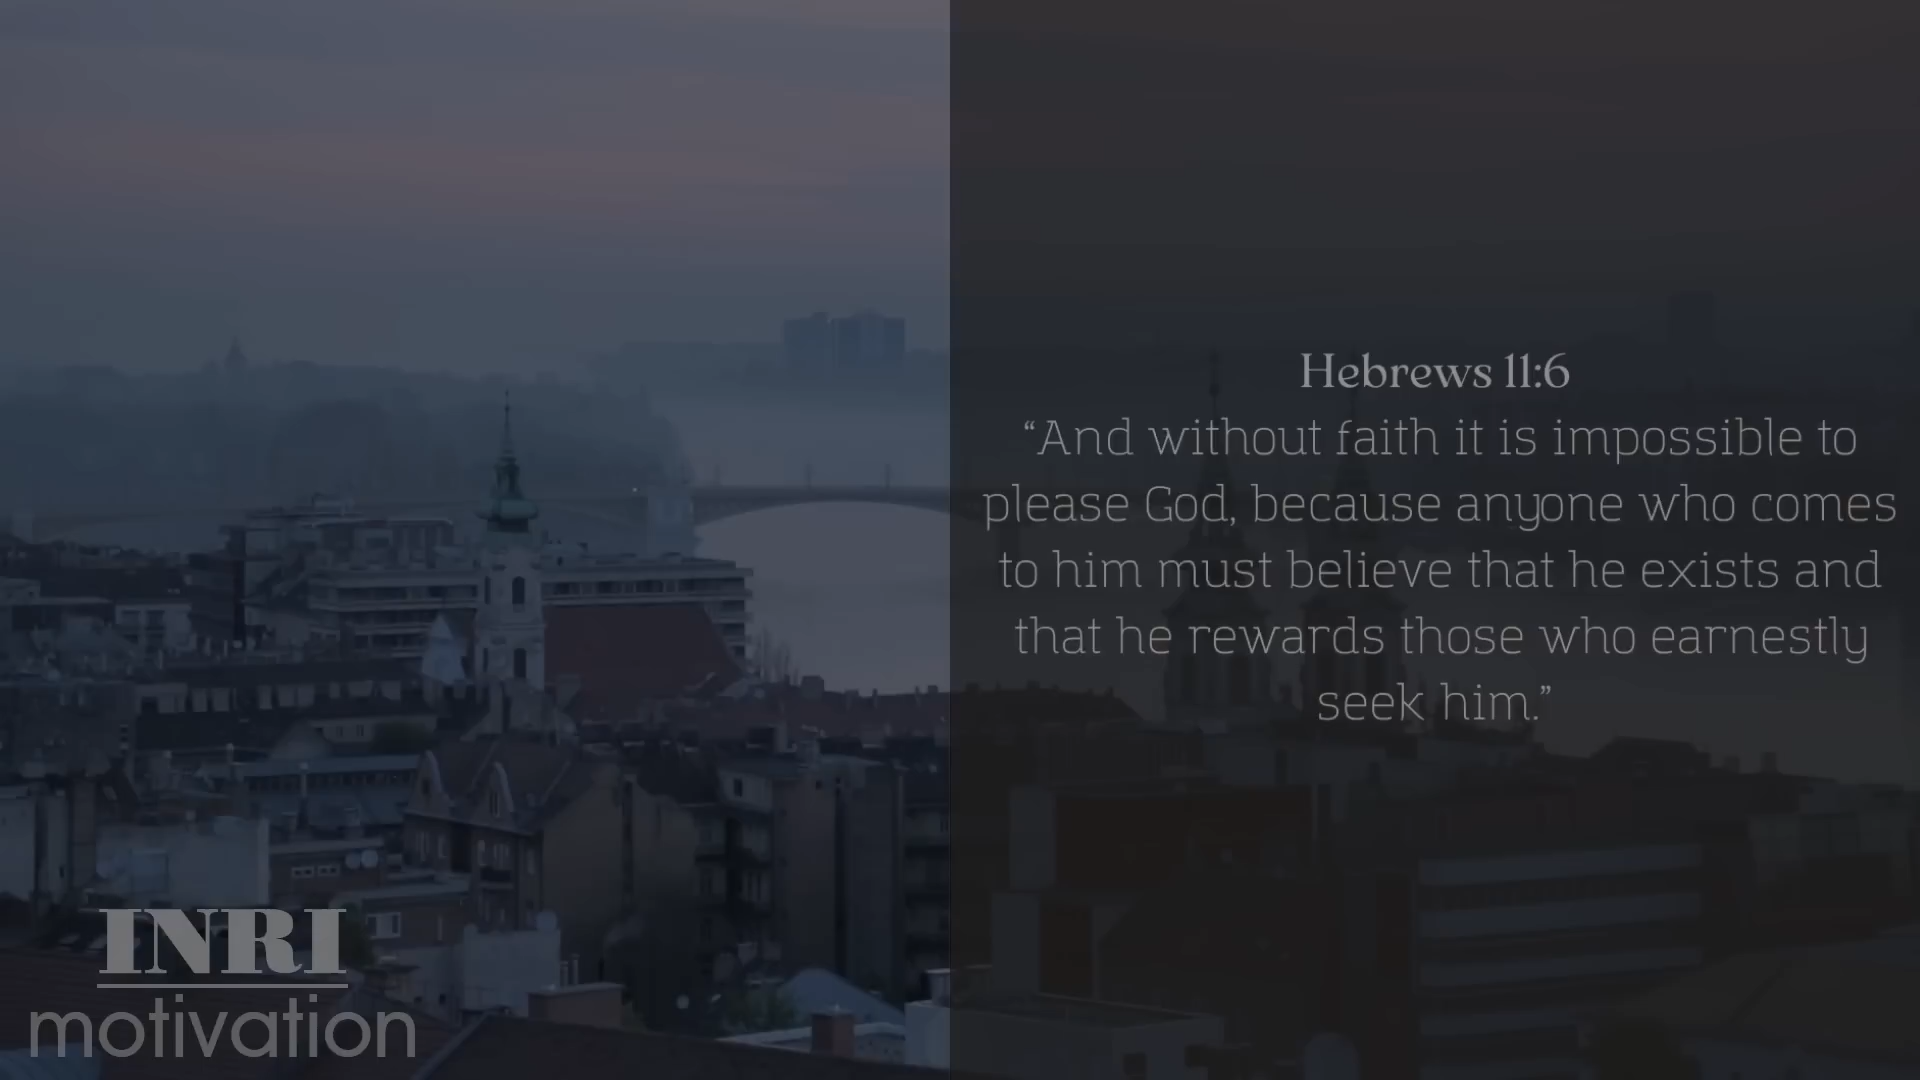 Hebrews 11:6
“And without faith it is impossible to
please God, because anyone who comes
to him must believe that he exists and
that he rewards those who earnestly
seek him.”
INRI
motivation